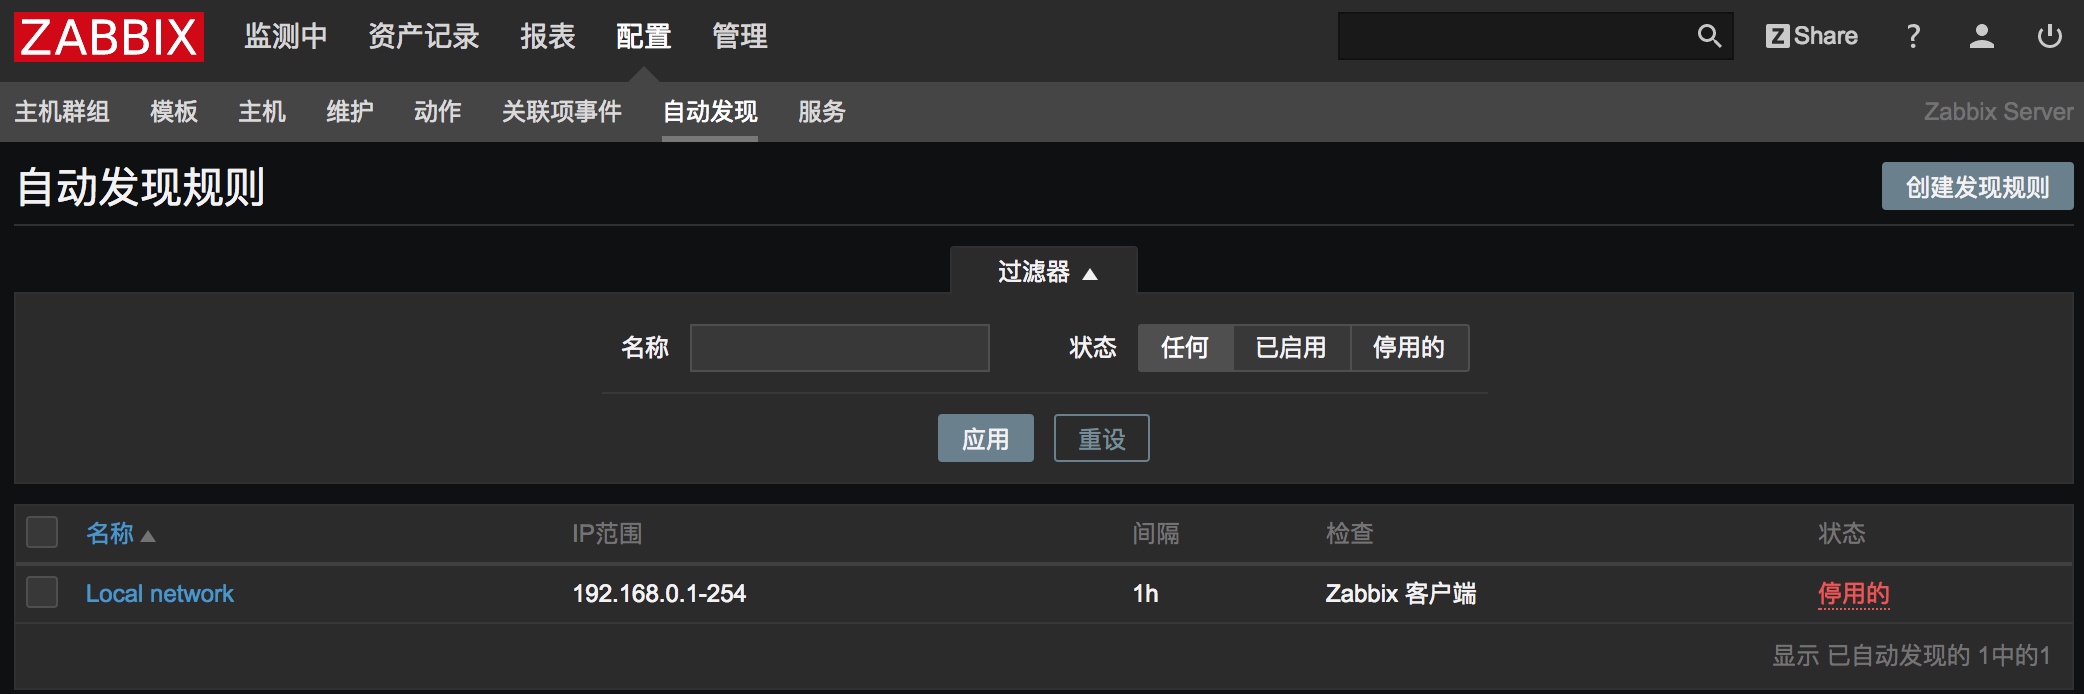 ZABBIX 监测中 资产记录 报表 配置 管理 Z Share ?
主机群组 模板 主机 维护 动作 关联项事件 自动发现 服务 Zabbix Server
自动发现规则 创建发现规则
过滤器 ▲
名称 状态 任何 已启用 停用的
应用 重设
名称 ▲ IP范围 间隔 检查 状态
Local network 192.168.0.1-254 1h Zabbix 客户端 停用的
显示 已自动发现的 1中的1